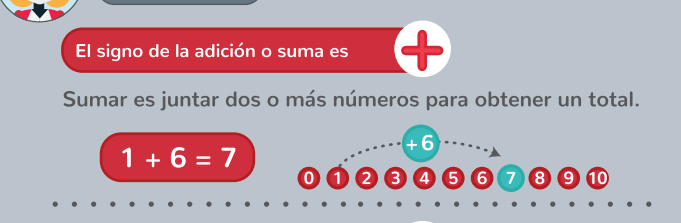 El signo de la adición o suma es +
Sumar es juntar dos o más números para obtener un total.
1 + 6 = 7
+6
0 1 2 3 4 5 6 7 8 9 10